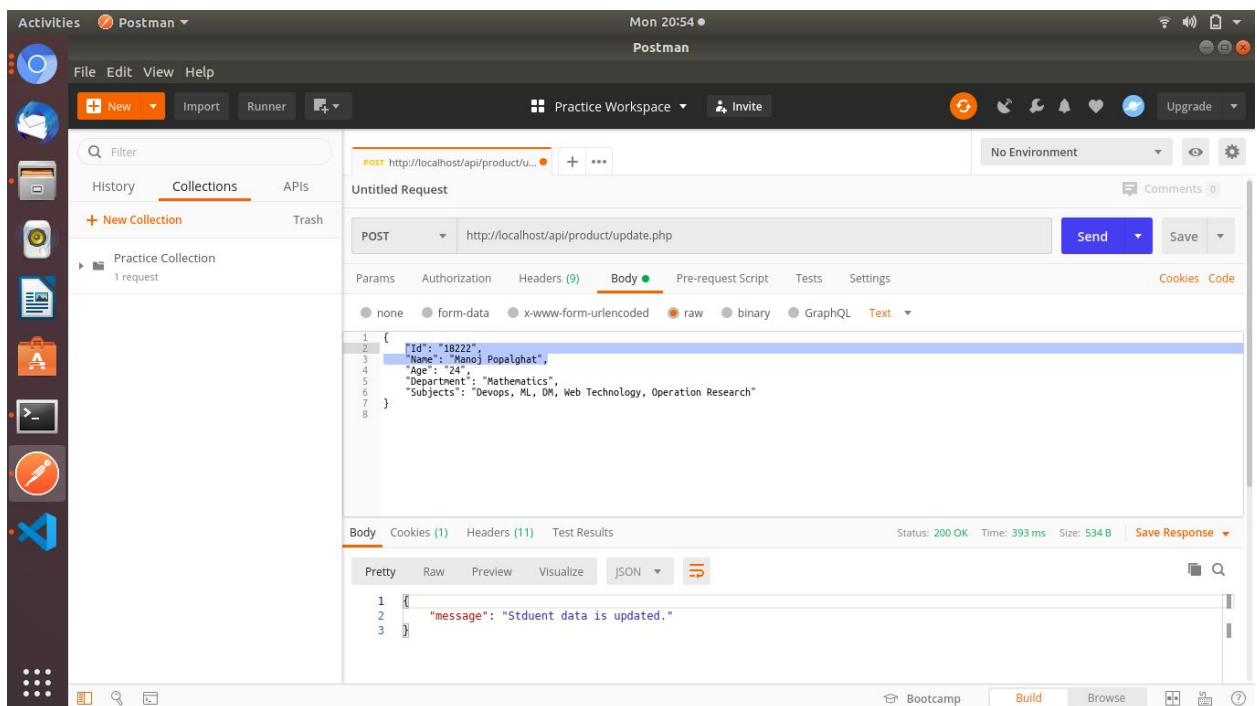 Activities Postman Mon 20:54
Postman
File Edit View Help
New Import Runner Practice Workspace Invite Upgrade
Filter
History Collections APIs
+ New Collection Trash
Practice Collection
1 request
POST http://localhost/api/product/u... + ••• No Environment
Untitled Request Comments 0
POST http://localhost/api/product/update.php Send Save
Params Authorization Headers (9) Body Pre-request Script Tests Settings Cookies Code
none form-data x-www-form-urlencoded raw binary GraphQL Text
1 {
2 "Id": "18222",
3 "Name": "Manoj Popalghat",
4 "Age": "24",
5 "Department": "Mathematics",
6 "Subjects": "Devops, ML, DM, Web Technology, Operation Research"
7 }
8
Body Cookies (1) Headers (11) Test Results Status: 200 OK Time: 393 ms Size: 534 B Save Response
Pretty Raw Preview Visualize JSON
1 {
2 "message": "Stduent data is updated."
3 }
Bootcamp Build Browse